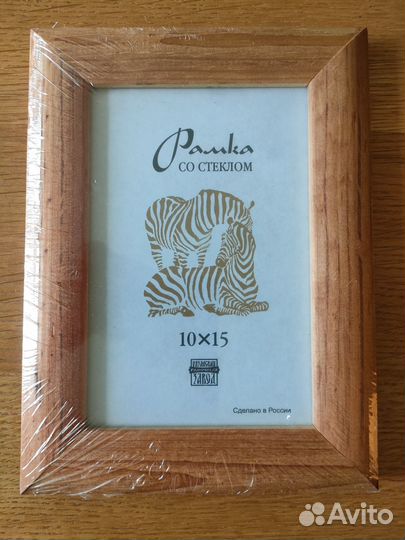 Рамка
СО СТЕКЛОМ
10×15
ЗАВОД
Сделано в России
Avito